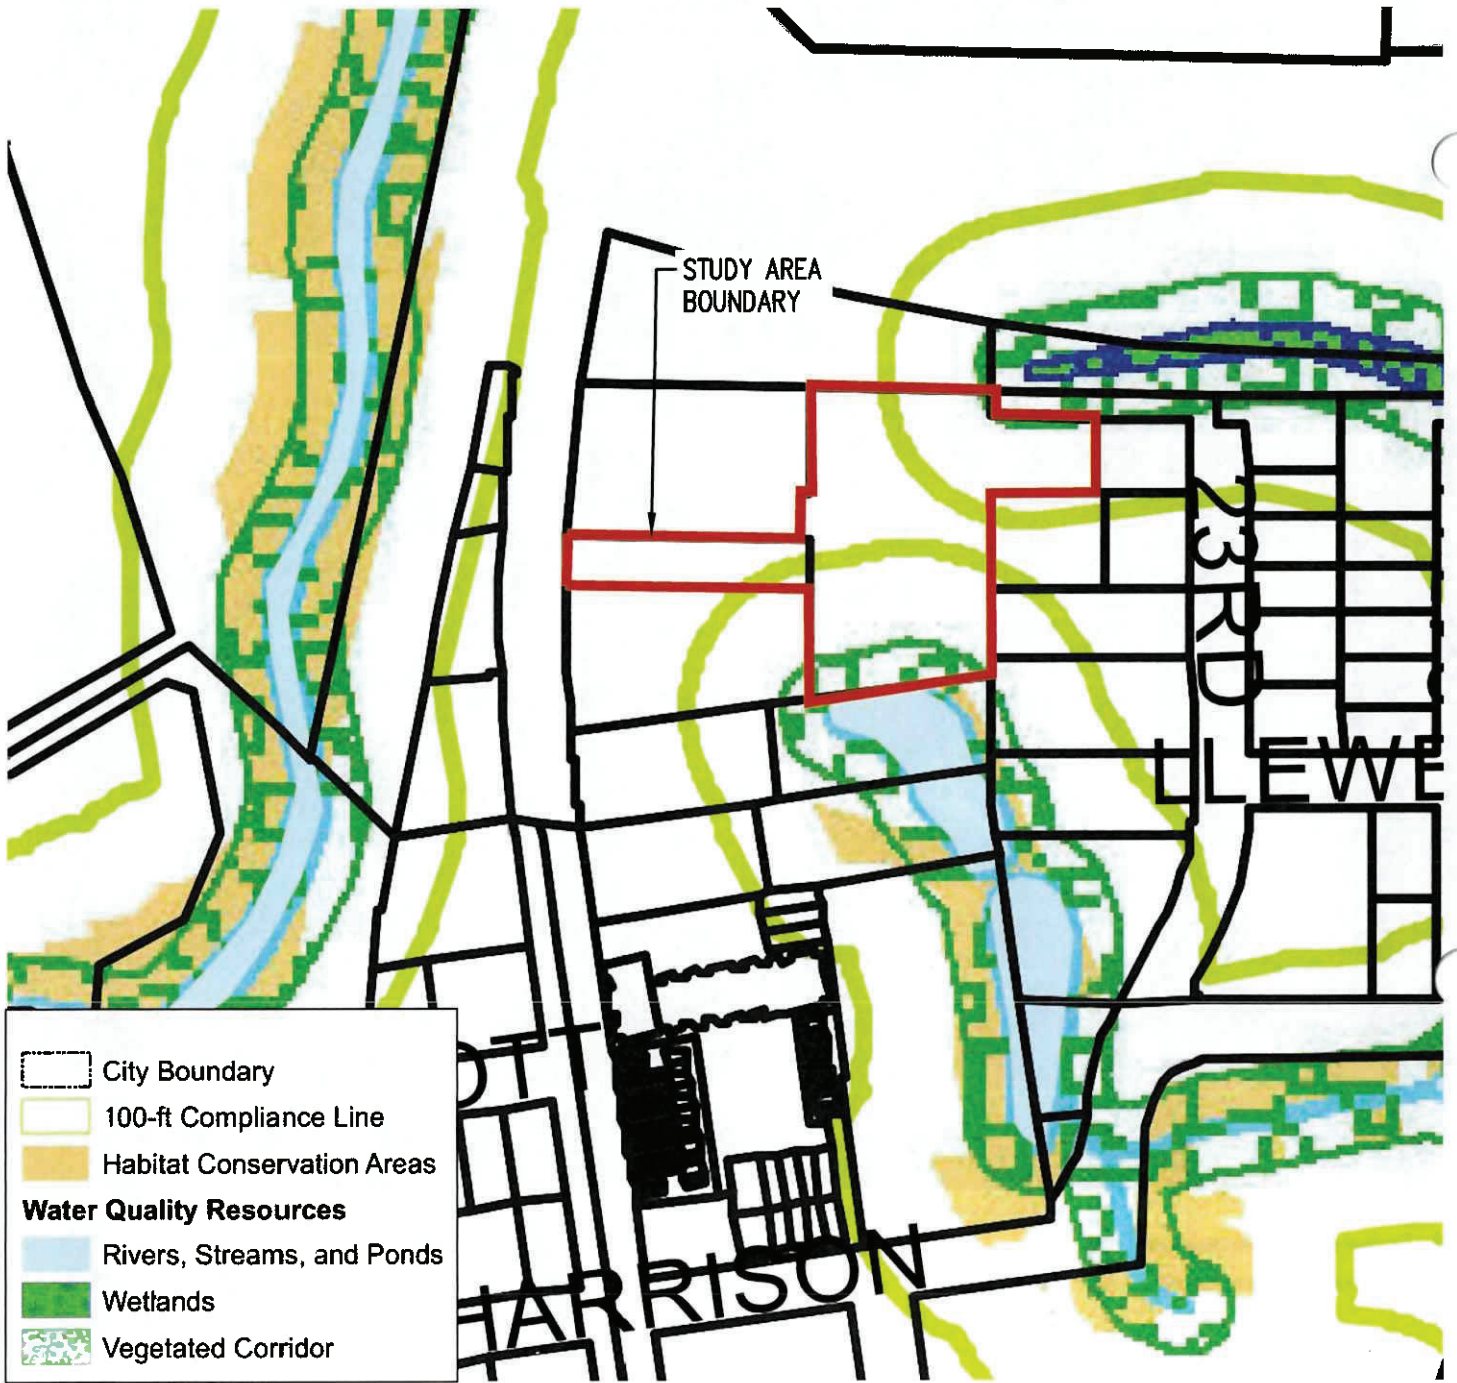 STUDY AREA
BOUNDARY
23RD
LLEWE
OTT
HARRISON
City Boundary
100-ft Compliance Line
Habitat Conservation Areas
Water Quality Resources
Rivers, Streams, and Ponds
Wetlands
Vegetated Corridor